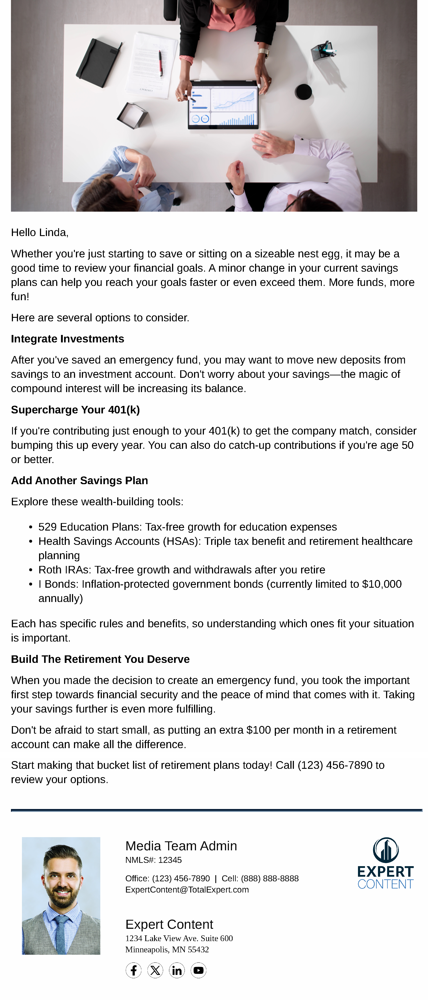 CONTRACT
Hello Linda,
Whether you're just starting to save or sitting on a sizeable nest egg, it may be a
good time to review your financial goals. A minor change in your current savings
plans can help you reach your goals faster or even exceed them. More funds, more
fun!
Here are several options to consider.
Integrate Investments
After you've saved an emergency fund, you may want to move new deposits from
savings to an investment account. Don't worry about your savings—the magic of
compound interest will be increasing its balance.
Supercharge Your 401(k)
If you're contributing just enough to your 401(k) to get the company match, consider
bumping this up every year. You can also do catch-up contributions if you're age 50
or better.
Add Another Savings Plan
Explore these wealth-building tools:
• 529 Education Plans: Tax-free growth for education expenses
• Health Savings Accounts (HSAs): Triple tax benefit and retirement healthcare
planning
• Roth IRAs: Tax-free growth and withdrawals after you retire
• I Bonds: Inflation-protected government bonds (currently limited to $10,000
annually)
Each has specific rules and benefits, so understanding which ones fit your situation
is important.
Build The Retirement You Deserve
When you made the decision to create an emergency fund, you took the important
first step towards financial security and the peace of mind that comes with it. Taking
your savings further is even more fulfilling.
Don't be afraid to start small, as putting an extra $100 per month in a retirement
account can make all the difference.
Start making that bucket list of retirement plans today! Call (123) 456-7890 to
review your options.
Media Team Admin
NMLS#: 12345
Office: (123) 456-7890 | Cell: (888) 888-8888
ExpertContent@TotalExpert.com
EXPERT
CONTENT
Expert Content
1234 Lake View Ave. Suite 600
Minneapolis, MN 55432